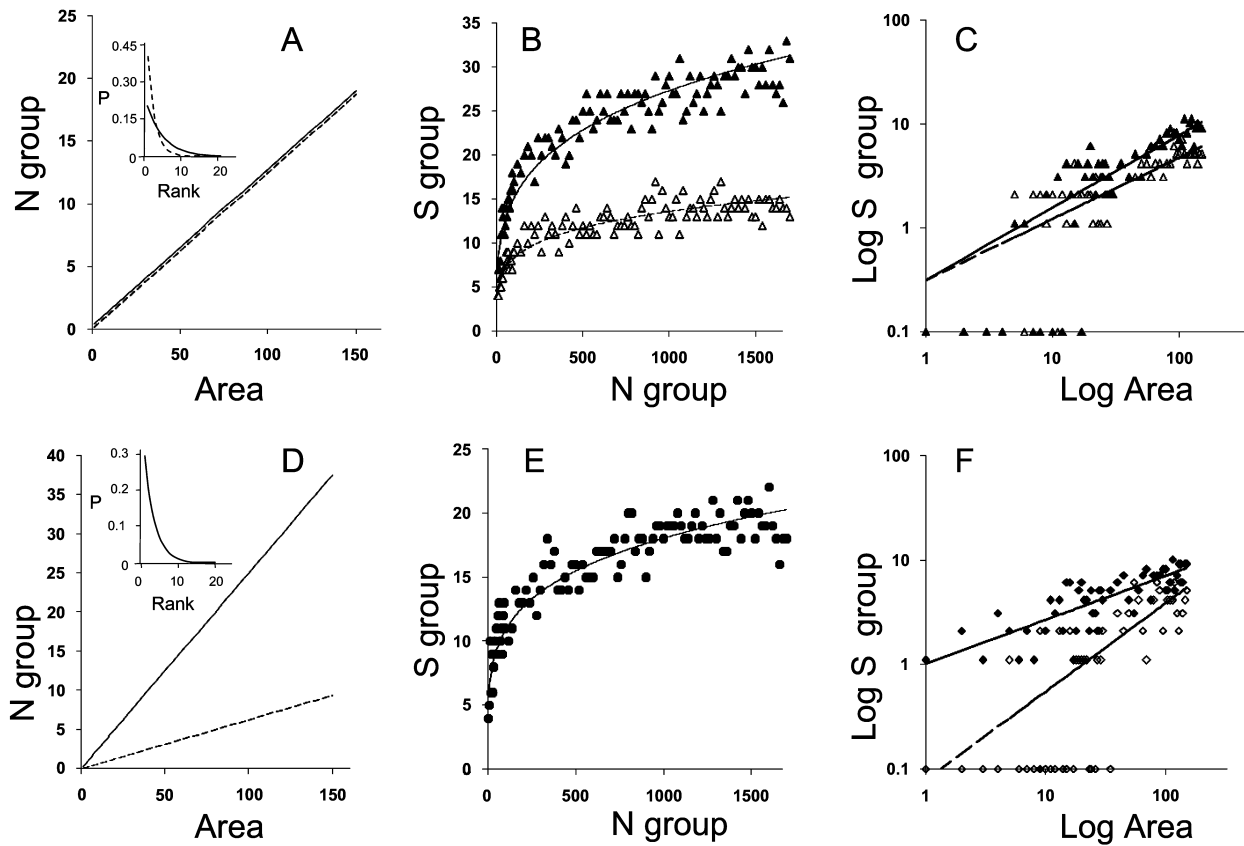 A
N group
25
20
15
10
5
0
0 50 100 150
Area
P
0.45
0.30
0.15
0
0 10 20
Rank
B
S group
35
30
25
20
15
10
5
0
0 500 1000 1500
N group
C
Log S group
100
10
1
0.1
1 10 100
Log Area
D
N group
40
35
30
25
20
15
10
5
0
0 50 100 150
Area
P
0.3
0.2
0.1
0
0 10 20
Rank
E
S group
25
20
15
10
5
0
0 500 1000 1500
N group
F
Log S group
100
10
1
0.1
1 10 100
Log Area